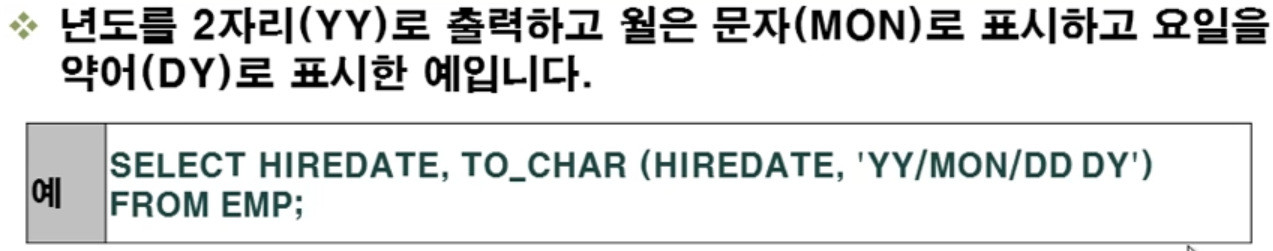 년도를 2자리(YY)로 출력하고 월은 문자(MON)로 표시하고 요일을
약어(DY)로 표시한 예입니다.
예
SELECT HIREDATE, TO_CHAR (HIREDATE, 'YY/MON/DD DY')
FROM EMP;